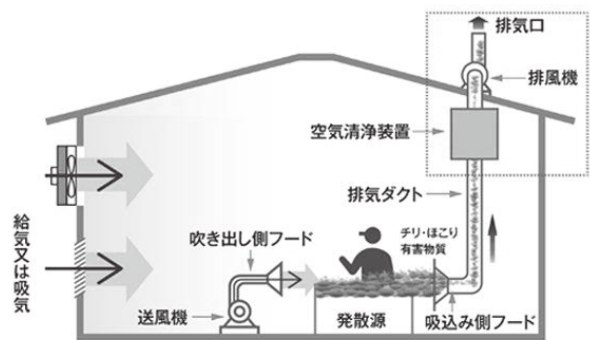 排気口
排風機
空気清浄装置
排気ダクト
給気又は吸気
吹き出し側フード
チリ・ほこり
有害物質
送風機
発散源
吸込み側フード